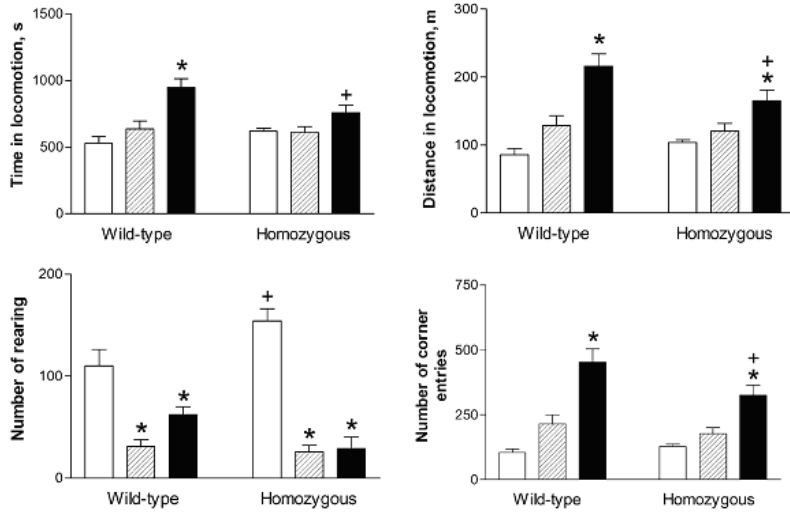 Time in locomotion, s
1500
1000
500
0
*
+
Wild-type
Homozygous
Distance in locomotion, m
300
200
100
0
*
+
*
Wild-type
Homozygous
Number of rearing
200
100
0
*
*
+
*
*
Wild-type
Homozygous
Number of corner
entries
750
500
250
0
*
+
*
Wild-type
Homozygous